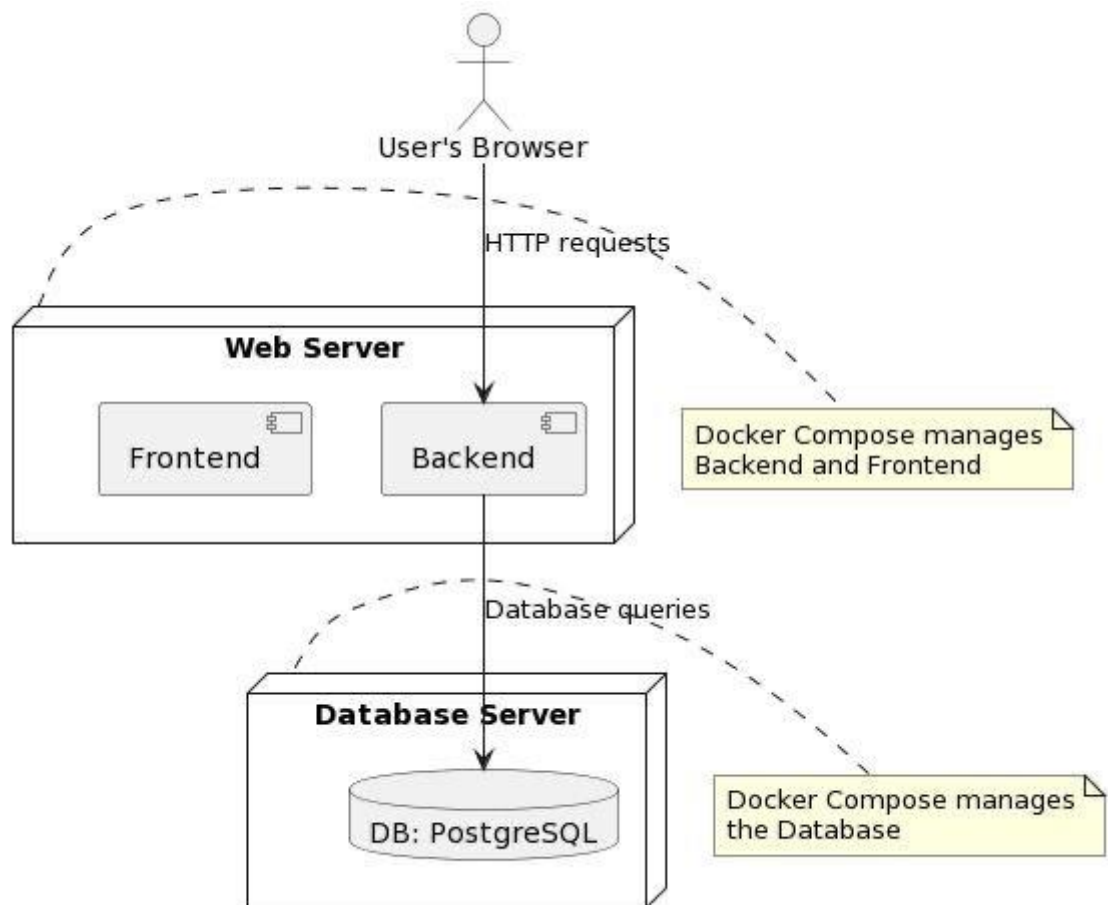 User's Browser
HTTP requests
Web Server
Frontend
Backend
Docker Compose manages
Backend and Frontend
Database queries
Database Server
DB: PostgreSQL
Docker Compose manages
the Database